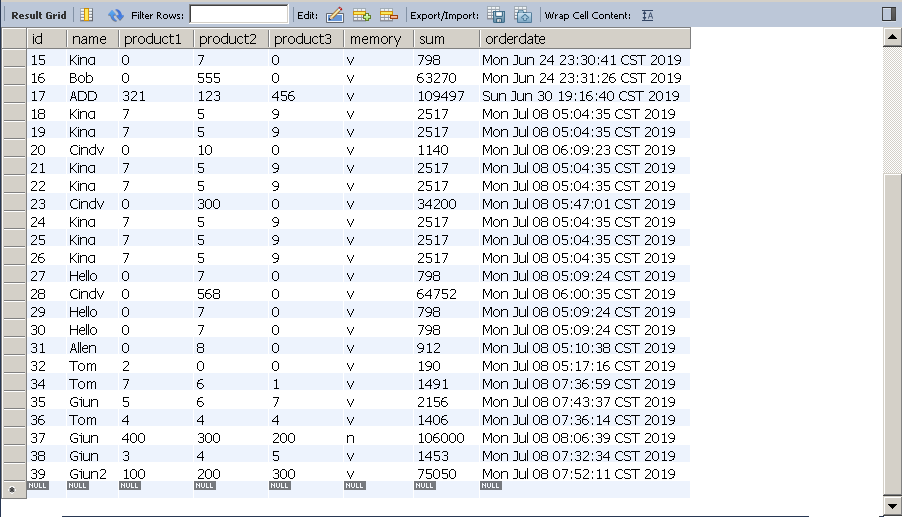 Result Grid Filter Rows: Edit: Export/Import: Wrap Cell Content: IA
id name product1 product2 product3 memory sum orderdate
15 Kina 0 7 0 v 798 Mon Jun 24 23:30:41 CST 2019
16 Bob 0 555 0 v 63270 Mon Jun 24 23:31:26 CST 2019
17 ADD 321 123 456 v 109497 Sun Jun 30 19:16:40 CST 2019
18 Kina 7 5 9 v 2517 Mon Jul 08 05:04:35 CST 2019
19 Kina 7 5 9 v 2517 Mon Jul 08 05:04:35 CST 2019
20 Cindv 0 10 0 v 1140 Mon Jul 08 06:09:23 CST 2019
21 Kina 7 5 9 v 2517 Mon Jul 08 05:04:35 CST 2019
22 Kina 7 5 9 v 2517 Mon Jul 08 05:04:35 CST 2019
23 Cindv 0 300 0 v 34200 Mon Jul 08 05:47:01 CST 2019
24 Kina 7 5 9 v 2517 Mon Jul 08 05:04:35 CST 2019
25 Kina 7 5 9 v 2517 Mon Jul 08 05:04:35 CST 2019
26 Kina 7 5 9 v 2517 Mon Jul 08 05:04:35 CST 2019
27 Hello 0 7 0 v 798 Mon Jul 08 05:09:24 CST 2019
28 Cindv 0 568 0 v 64752 Mon Jul 08 06:00:35 CST 2019
29 Hello 0 7 0 v 798 Mon Jul 08 05:09:24 CST 2019
30 Hello 0 7 0 v 798 Mon Jul 08 05:09:24 CST 2019
31 Allen 0 8 0 v 912 Mon Jul 08 05:10:38 CST 2019
32 Tom 2 0 0 v 190 Mon Jul 08 05:17:16 CST 2019
34 Tom 7 6 1 v 1491 Mon Jul 08 07:36:59 CST 2019
35 Giun 5 6 7 v 2156 Mon Jul 08 07:43:37 CST 2019
36 Tom 4 4 4 v 1406 Mon Jul 08 07:36:14 CST 2019
37 Giun 400 300 200 n 106000 Mon Jul 08 08:06:39 CST 2019
38 Giun 3 4 5 v 1453 Mon Jul 08 07:32:34 CST 2019
39 Giun2 100 200 300 v 75050 Mon Jul 08 07:52:11 CST 2019
* NULL NULL NULL NULL NULL NULL NULL NULL